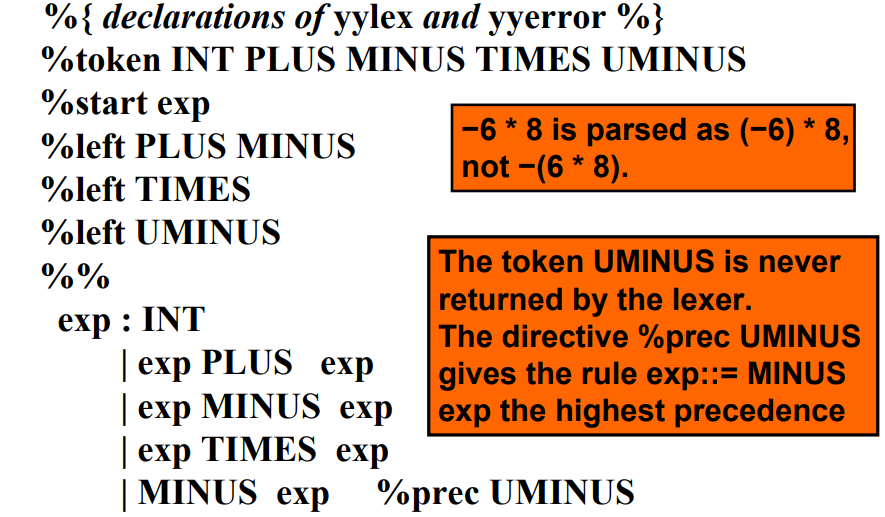 %{ declarations of yylex and yyerror %}
%token INT PLUS MINUS TIMES UMINUS
%start exp
%left PLUS MINUS
%left TIMES
%left UMINUS
%%
exp : INT
| exp PLUS exp
| exp MINUS exp
| exp TIMES exp
| MINUS exp %prec UMINUS
−6 * 8 is parsed as (−6) * 8,
not −(6 * 8).
The token UMINUS is never
returned by the lexer.
The directive %prec UMINUS
gives the rule exp::= MINUS
exp the highest precedence